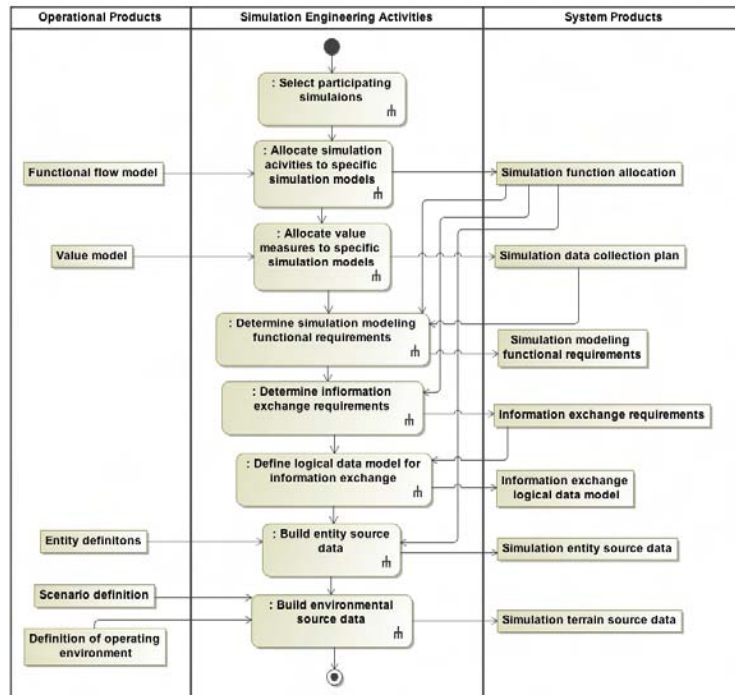 Operational Products
Simulation Engineering Activities
System Products
: Select participating
simulaions
: Allocate simulation
acivities to specific
simulation models
Functional flow model
Simulation function allocation
: Allocate value
measures to specific
simulation models
Value model
Simulation data collection plan
: Determine simulation modeling
functional requirements
Simulation modeling
functional requirements
: Determine infiormation
exchange requirements
Information exchange requirements
: Define logical data model for
information exchange
Information exchange
logical data model
Entity definitons
: Build entity source
data
Simulation entity source data
Scenario definition
: Build environmental
source data
Simulation terrain source data
Definition of operating
environment